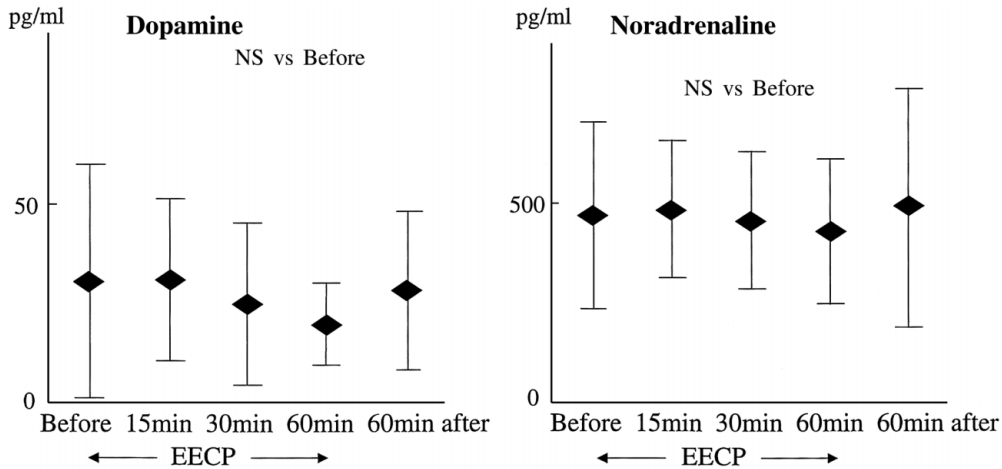 pg/ml
Dopamine
NS vs Before
50
0
Before 15min 30min 60min 60min after
EECP
pg/ml
Noradrenaline
NS vs Before
500
0
Before 15min 30min 60min 60min after
EECP